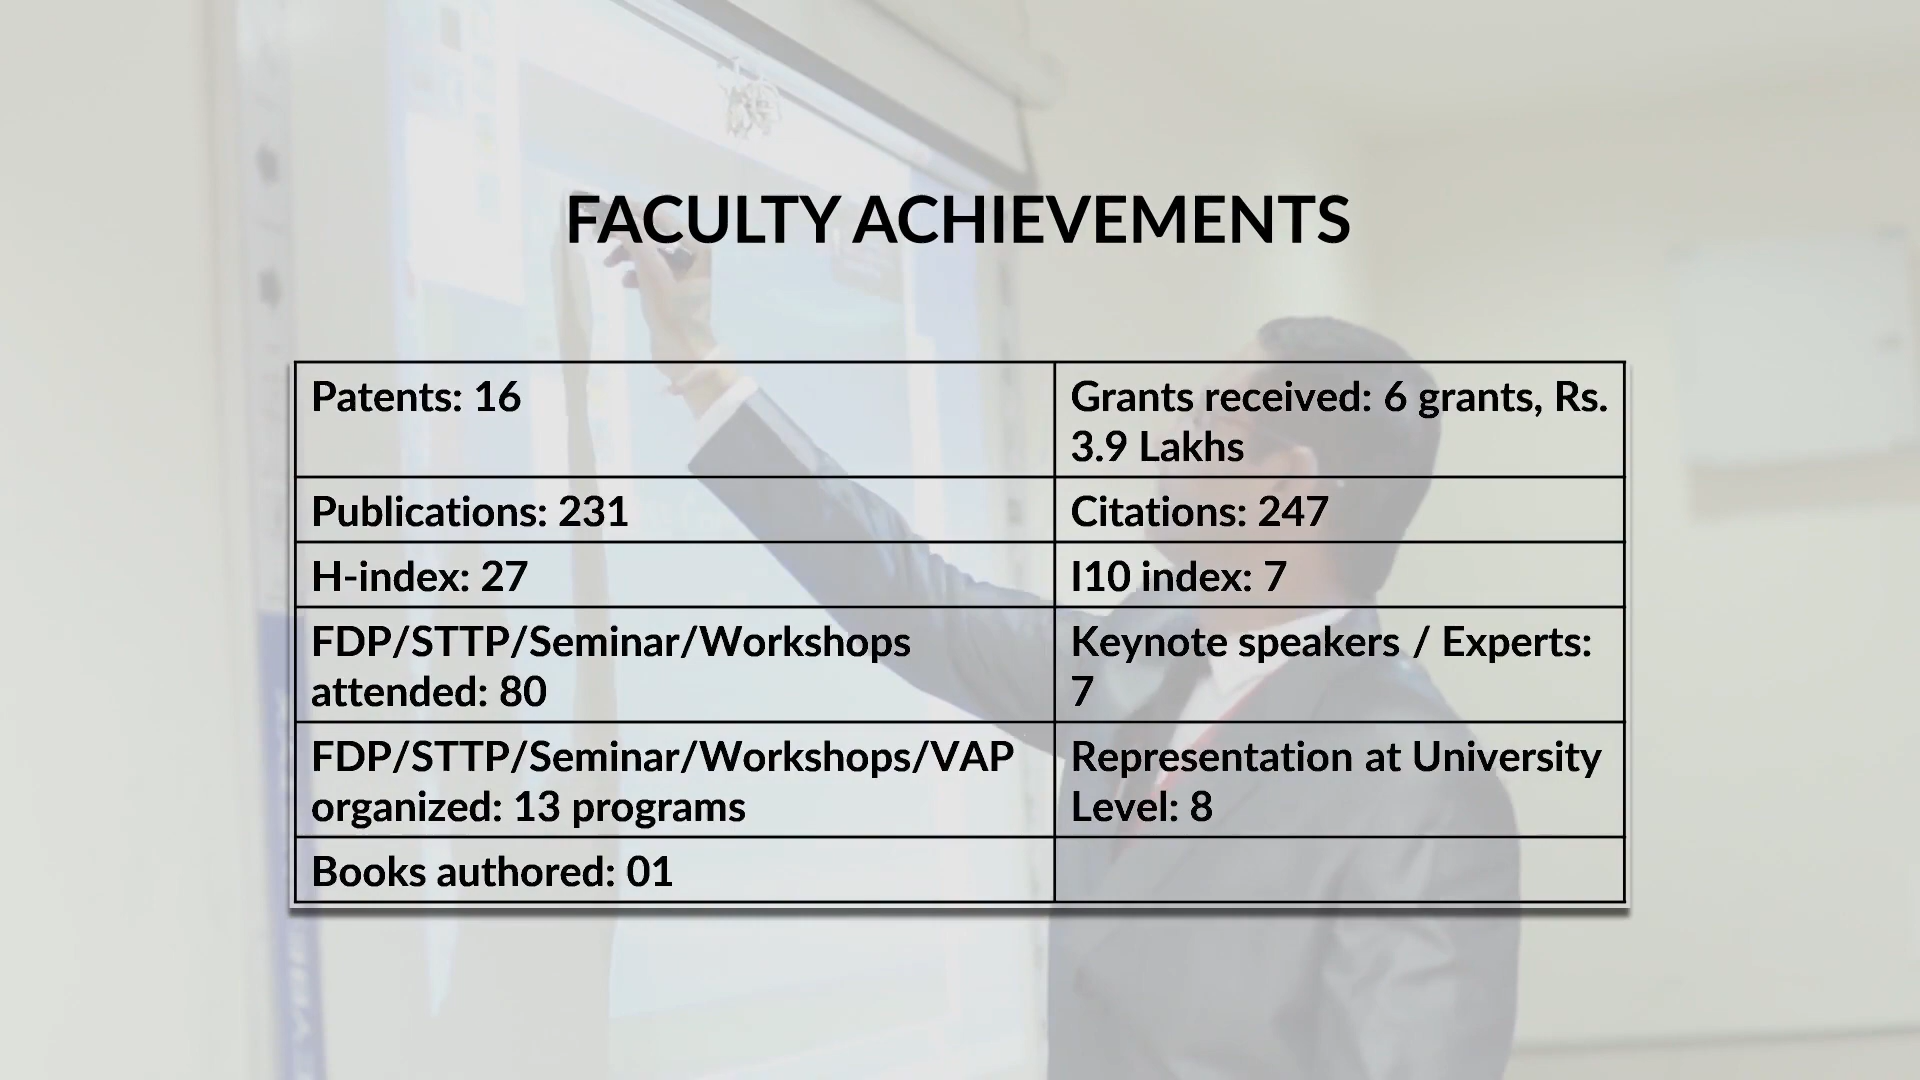 FACULTY ACHIEVEMENTS
Patents: 16
Grants received: 6 grants, Rs.
3.9 Lakhs
Publications: 231
Citations: 247
H-index: 27
I10 index: 7
FDP/STTP/Seminar/Workshops
attended: 80
Keynote speakers / Experts:
7
FDP/STTP/Seminar/Workshops/VAP
organized: 13 programs
Representation at University
Level: 8
Books authored: 01